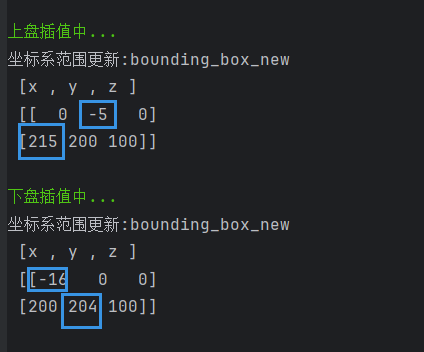 上盘插值中...
坐标系范围更新:bounding_box_new
[x , y , z ]
[[  0  -5   0]
[215 200 100]]
下盘插值中...
坐标系范围更新:bounding_box_new
[x , y , z ]
[[-16   0   0]
[200 204 100]]